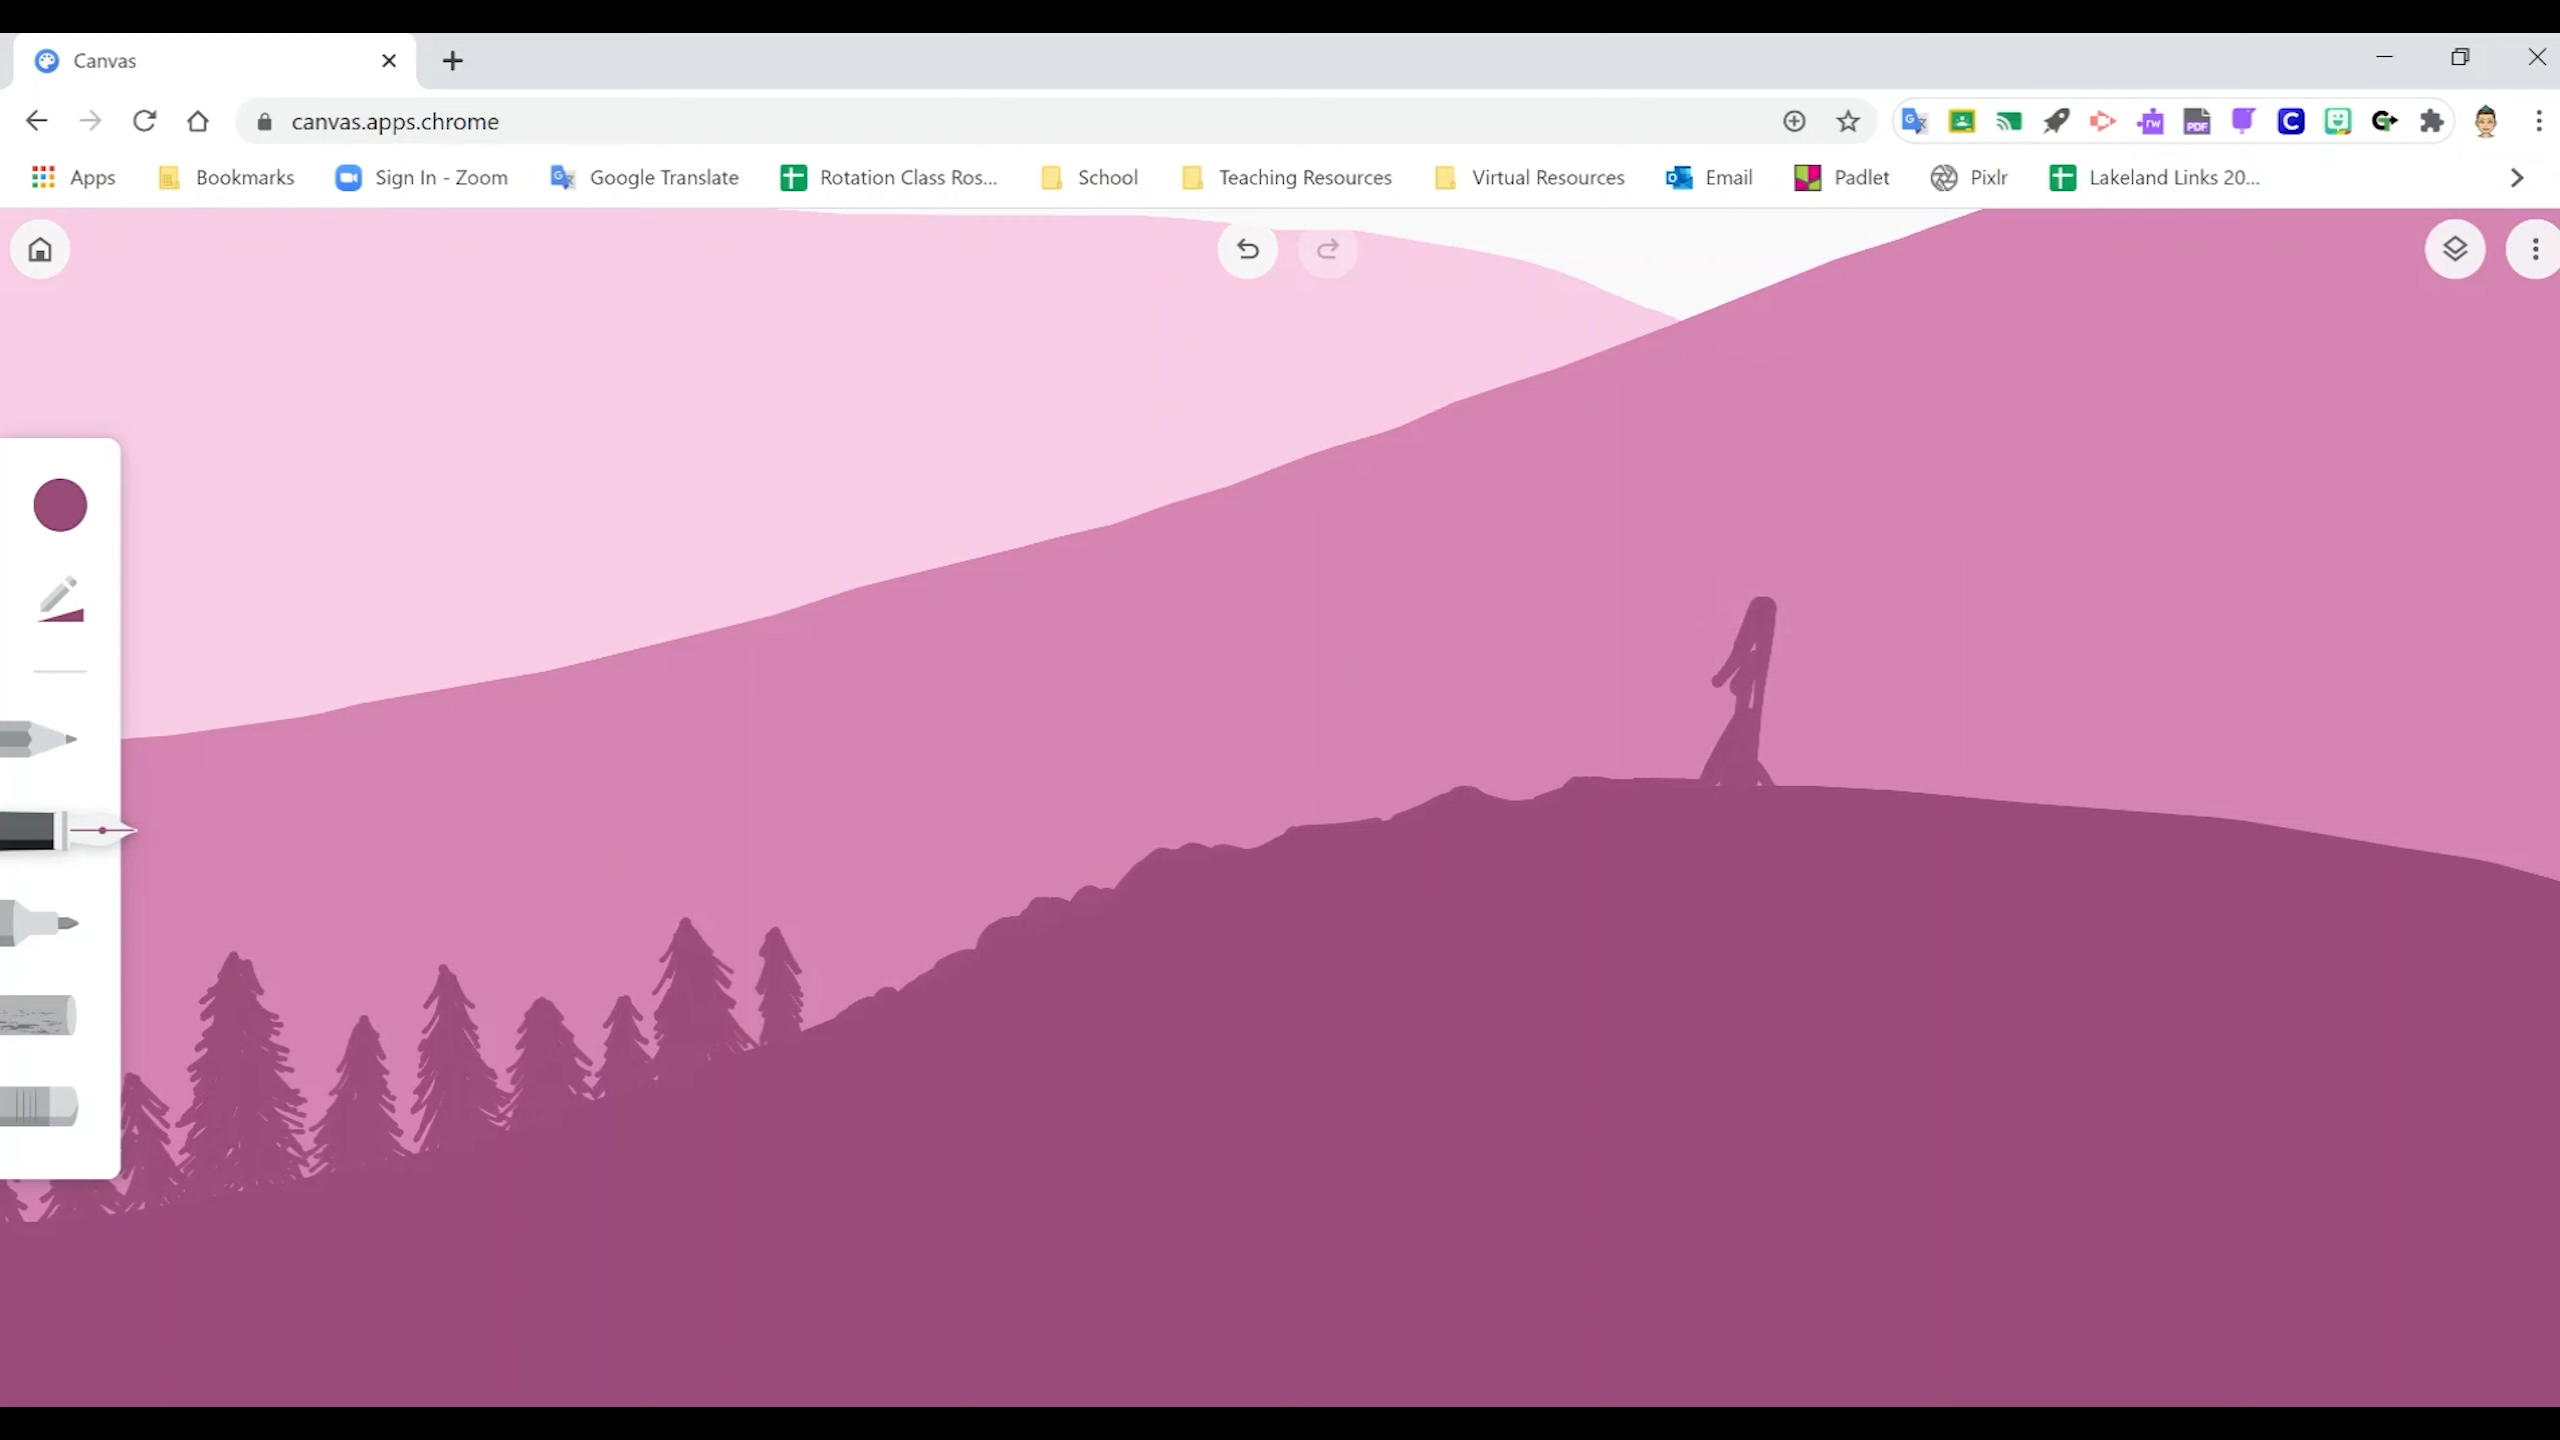 Canvas
canvas.apps.chrome
Apps Bookmarks Sign In - Zoom Google Translate Rotation Class Ros... School Teaching Resources Virtual Resources Email Padlet Pixlr Lakeland Links 20...